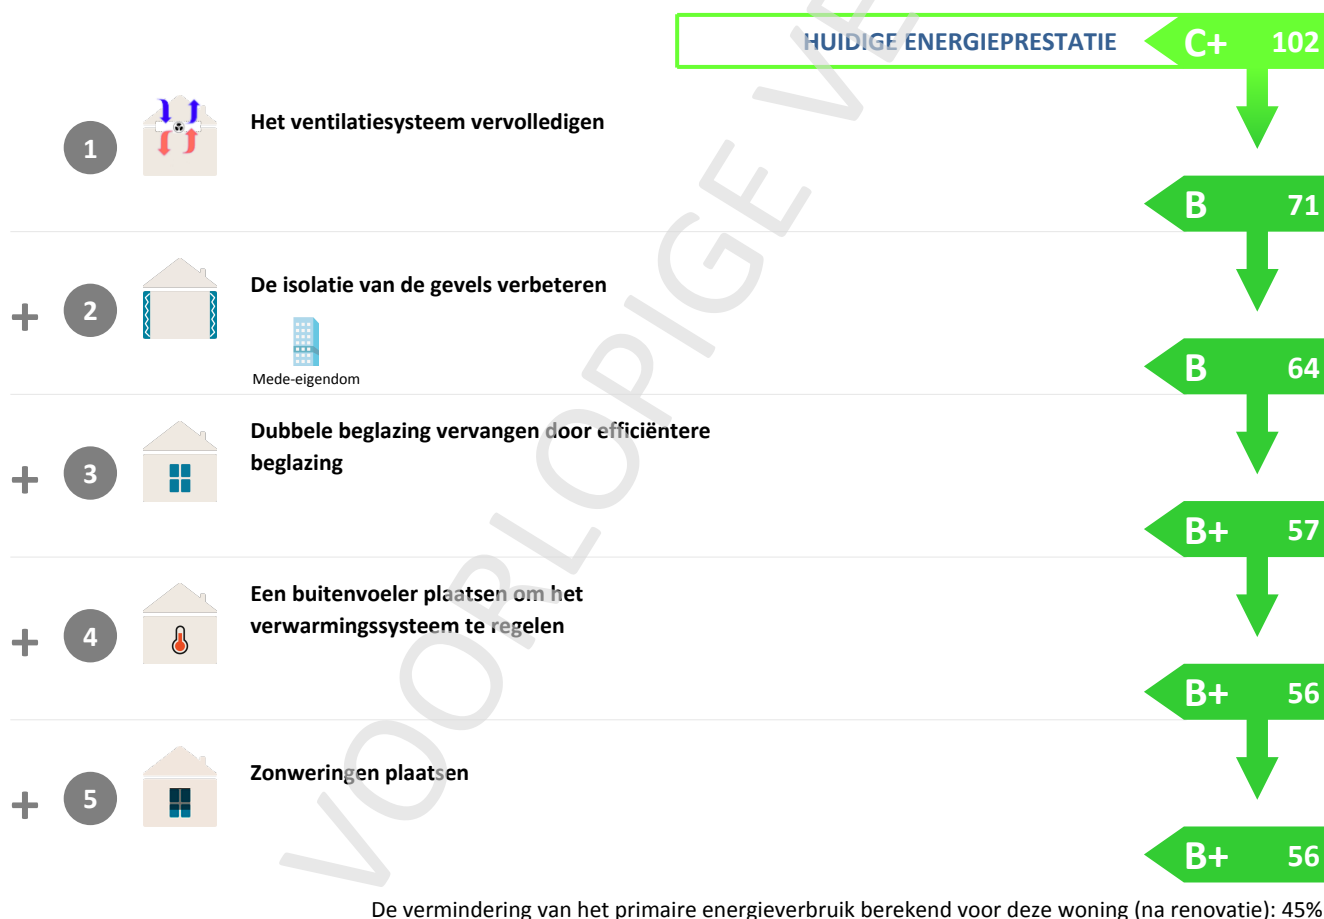 HUIDIGE ENERGIEPRESTATIE C+ 102
1 Het ventilatiesysteem vervolledigen
B 71
+ 2 De isolatie van de gevels verbeteren
Mede-eigendom
B 64
+ 3 Dubbele beglazing vervangen door efficiëntere
beglazing
B+ 57
+ 4 Een buitenvoeler plaatsen om het
verwarmingssysteem te regelen
B+ 56
+ 5 Zonweringen plaatsen
B+ 56
De vermindering van het primaire energieverbruik berekend voor deze woning (na renovatie): 45%
VOORLOPIGE VE